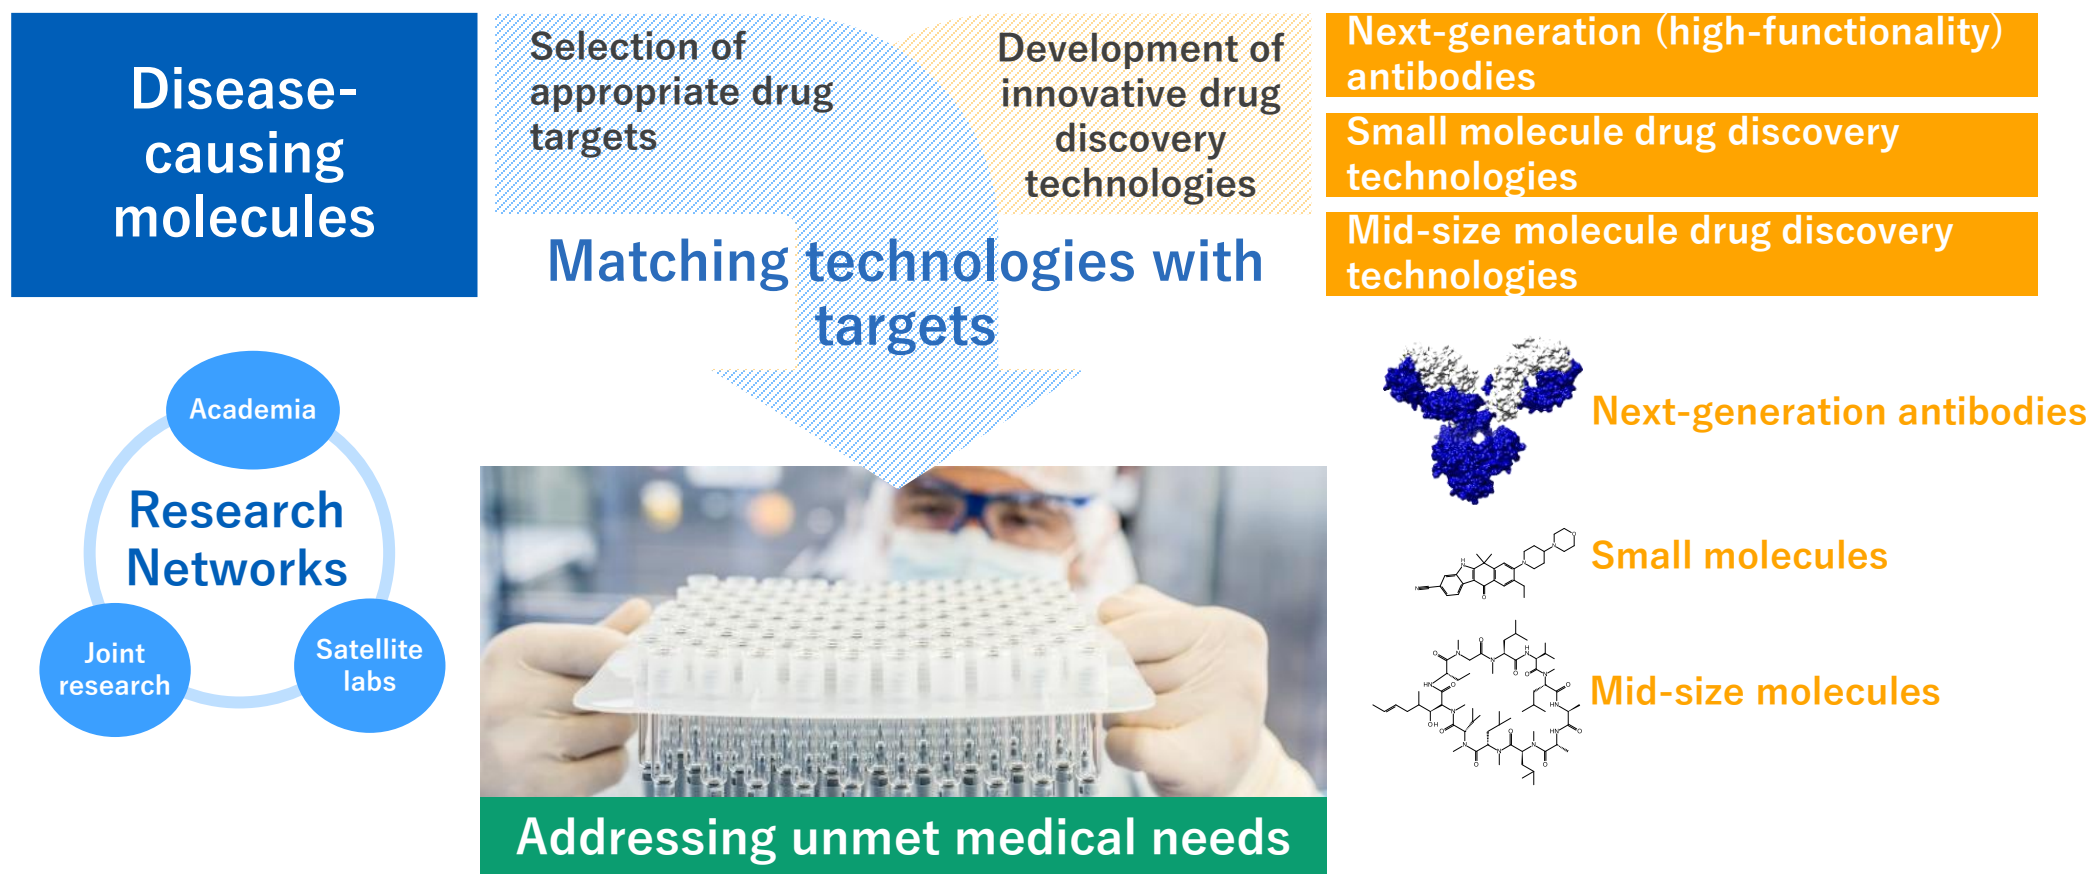 Disease-
causing
molecules
Selection of
appropriate drug
targets
Development of
innovative drug
discovery
technologies
Matching technologies with
targets
Next-generation (high-functionality)
antibodies
Small molecule drug discovery
technologies
Mid-size molecule drug discovery
technologies
Academia
Research
Networks
Joint
research
Satellite
labs
Next-generation antibodies
Small molecules
Mid-size molecules
Addressing unmet medical needs